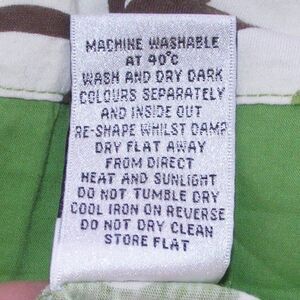 MACHINE WASHABLE
AT 40°C
WASH AND DRY DARK
COLOURS SEPARATELY
AND INSIDE OUT
RE-SHAPE WHILST DAMP
DRY FLAT AWAY
FROM DIRECT
HEAT AND SUNLIGHT
DO NOT TUMBLE DRY
COOL IRON ON REVERSE
DO NOT DRY CLEAN
STORE FLAT